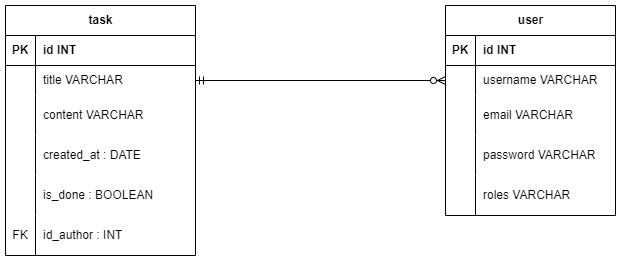 task
PK id INT
title VARCHAR
content VARCHAR
created_at : DATE
is_done : BOOLEAN
FK id_author : INT
user
PK id INT
username VARCHAR
email VARCHAR
password VARCHAR
roles VARCHAR